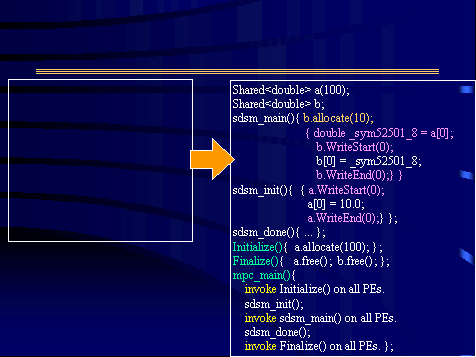 Shared<double> a(100);
Shared<double> b;
sdsm_main(){ b.allocate(10);
{ double _sym52501_8 = a[0];
b.WriteStart(0);
b[0] = _sym52501_8;
b.WriteEnd(0);} }
sdsm_init(){ { a.WriteStart(0);
a[0] = 10.0;
a.WriteEnd(0);} };
sdsm_done(){ ... };
Initialize(){ a.allocate(100); } ;
Finalize(){ a.free(); b.free(); };
mpc_main(){
invoke Initialize() on all PEs.
sdsm_init();
invoke sdsm_main() on all PEs.
sdsm_done();
invoke Finalize() on all PEs. };